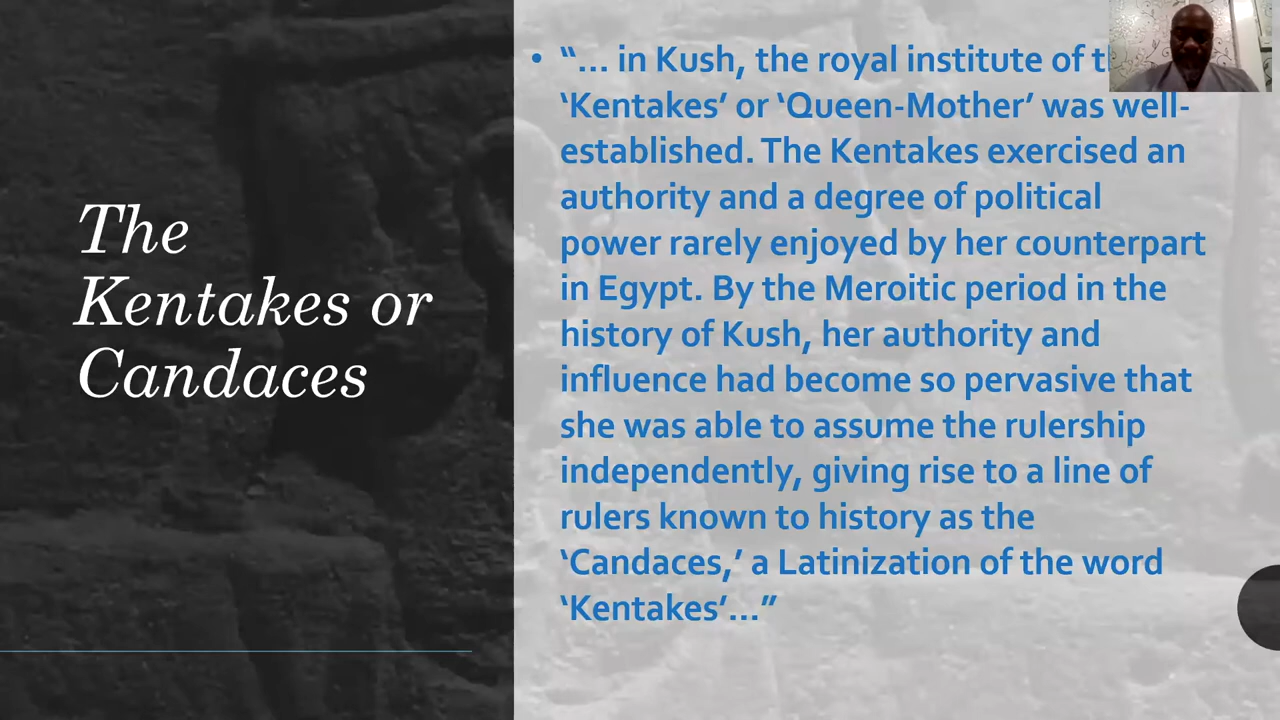 The
Kentakes or
Candaces
• “… in Kush, the royal institute of
‘Kentakes’ or ‘Queen-Mother’ was well-
established. The Kentakes exercised an
authority and a degree of political
power rarely enjoyed by her counterpart
in Egypt. By the Meroitic period in the
history of Kush, her authority and
influence had become so pervasive that
she was able to assume the rulership
independently, giving rise to a line of
rulers known to history as the
‘Candaces,’ a Latinization of the word
‘Kentakes’…”